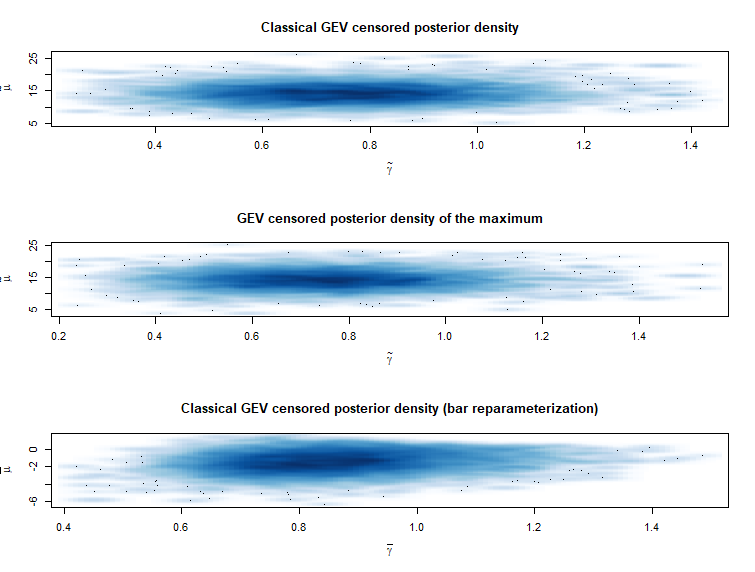 Classical GEV censored posterior density
25
15
5
μ̃
0.4 0.6 0.8 1.0 1.2 1.4
γ̃
GEV censored posterior density of the maximum
25
15
5
μ̃
0.2 0.4 0.6 0.8 1.0 1.2 1.4
γ̃
Classical GEV censored posterior density (bar reparameterization)
0
-2
-6
μ̅
0.4 0.6 0.8 1.0 1.2 1.4
γ̅